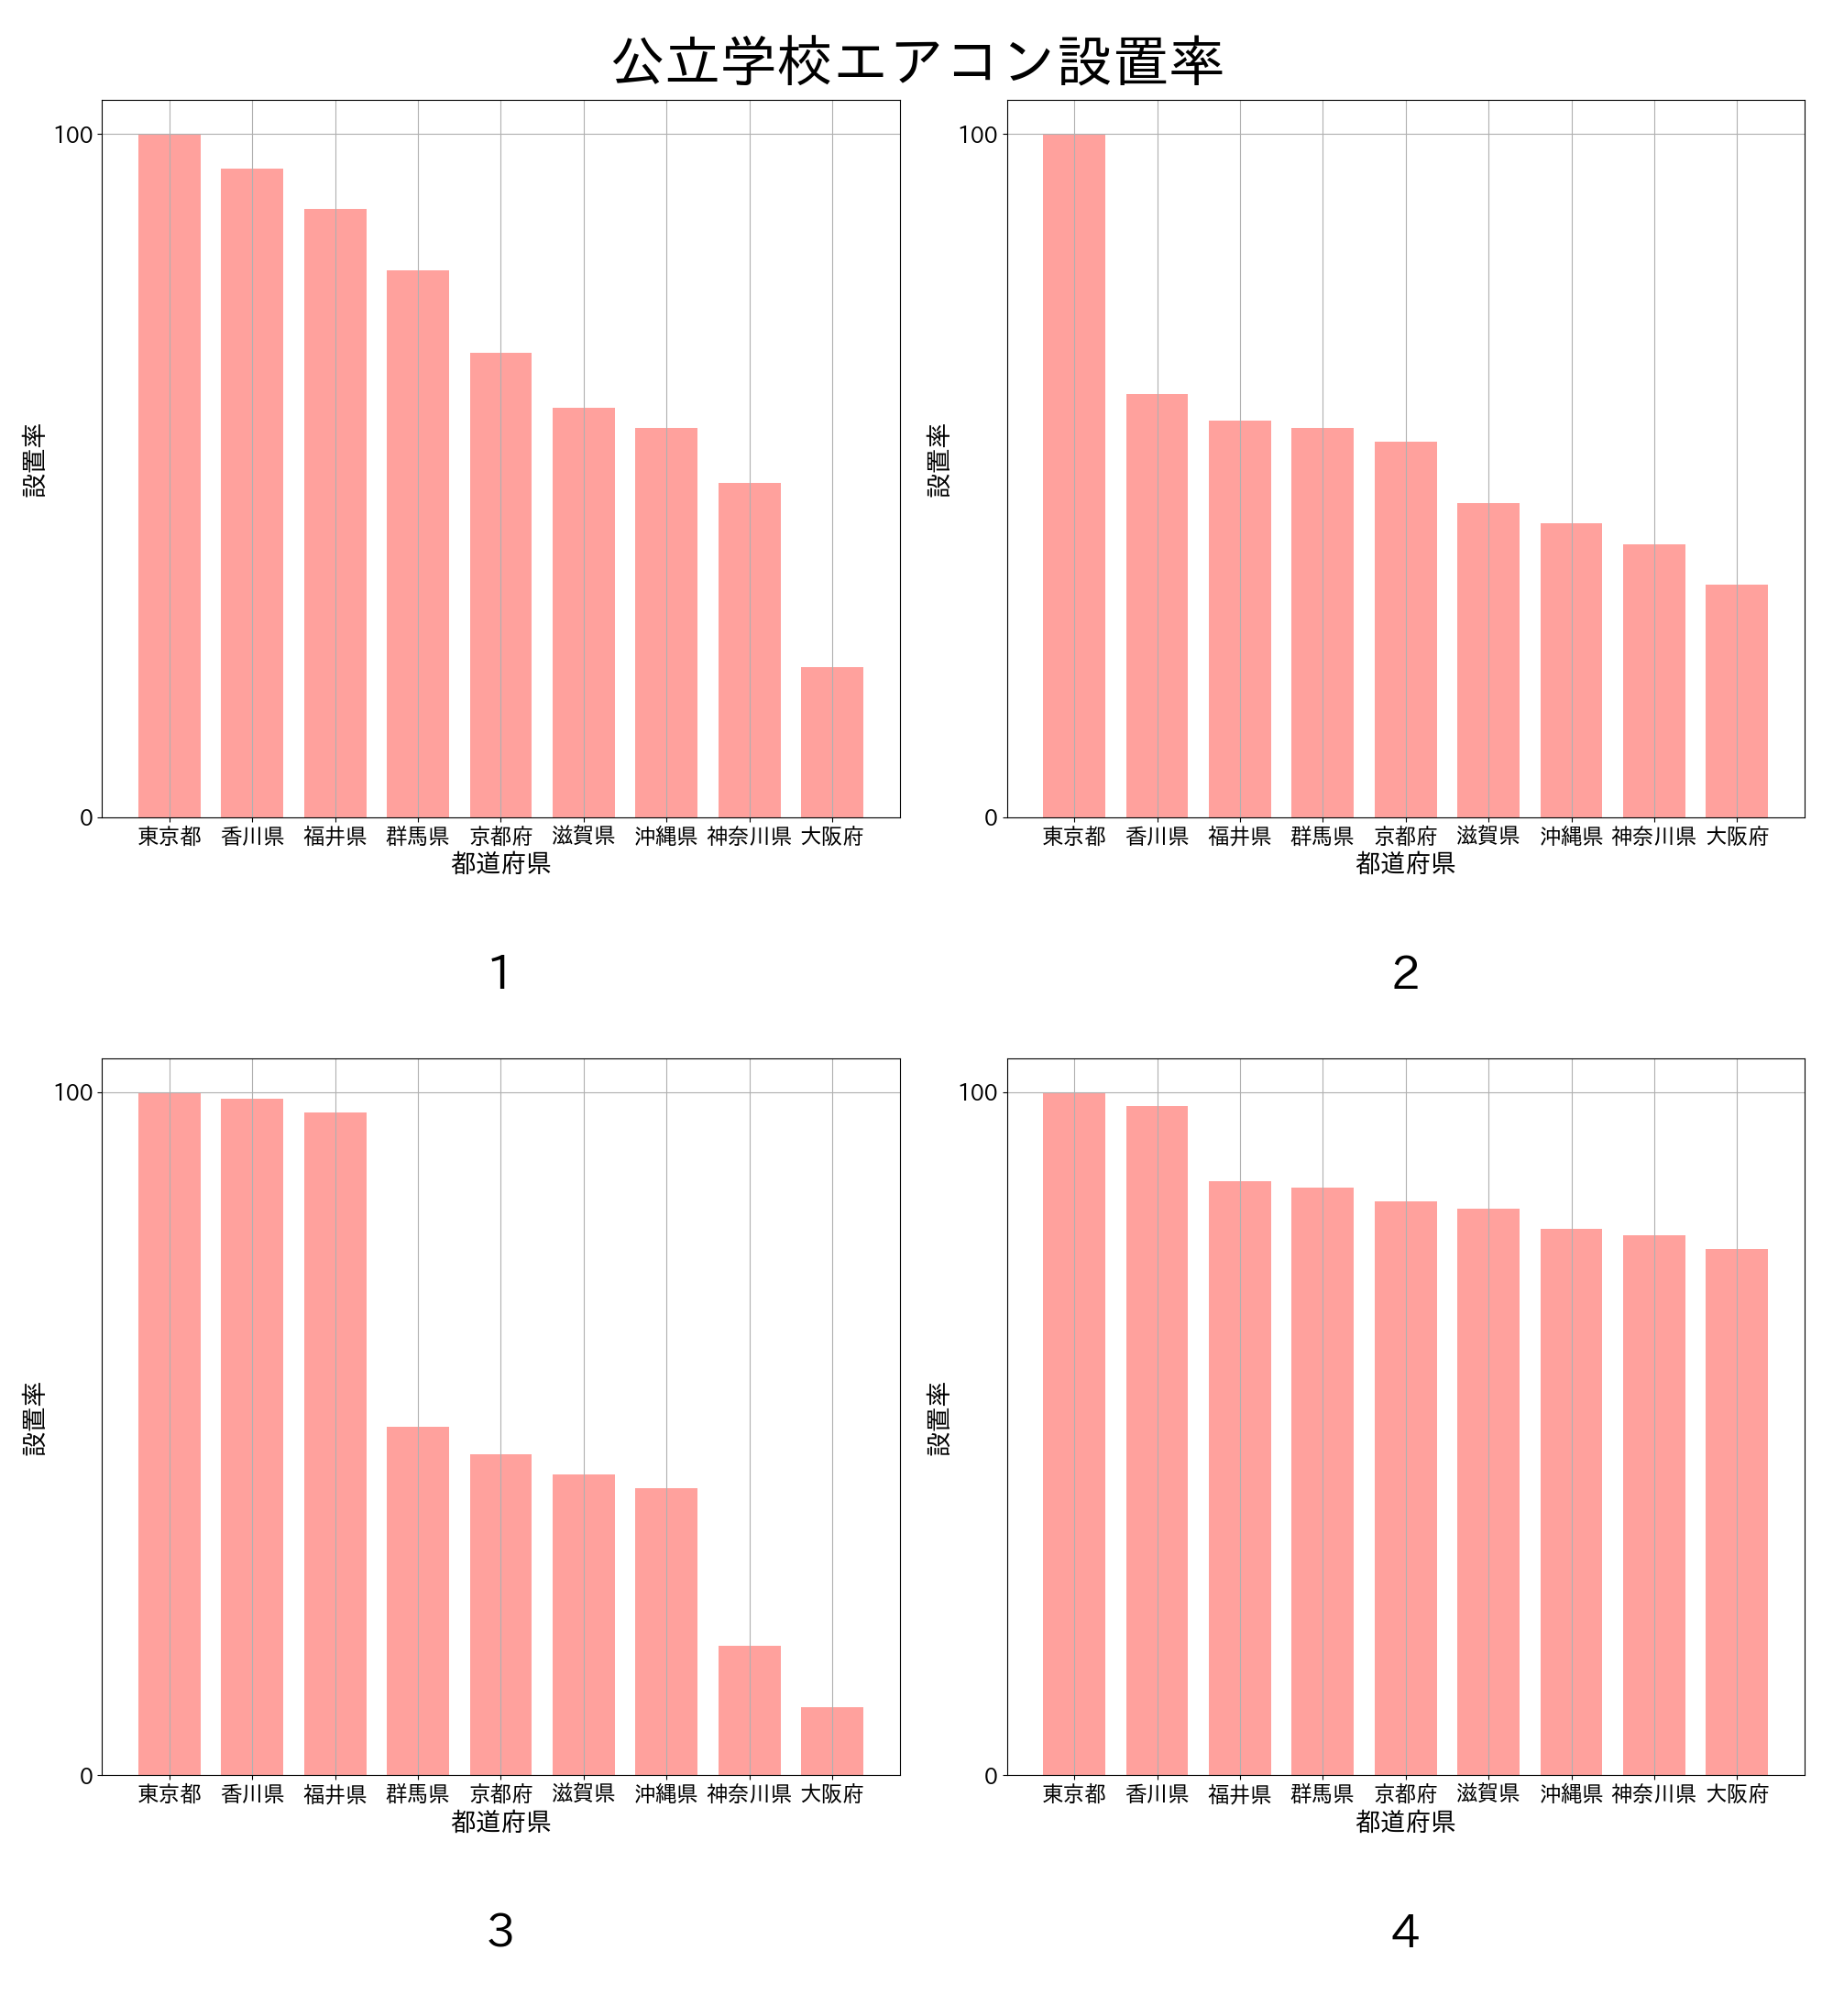 公立学校エアコン設置率
100
設置率
0
東京都 香川県 福井県 群馬県 京都府 滋賀県 沖縄県 神奈川県 大阪府
都道府県
1
100
設置率
0
東京都 香川県 福井県 群馬県 京都府 滋賀県 沖縄県 神奈川県 大阪府
都道府県
2
100
設置率
0
東京都 香川県 福井県 群馬県 京都府 滋賀県 沖縄県 神奈川県 大阪府
都道府県
3
100
設置率
0
東京都 香川県 福井県 群馬県 京都府 滋賀県 沖縄県 神奈川県 大阪府
都道府県
4